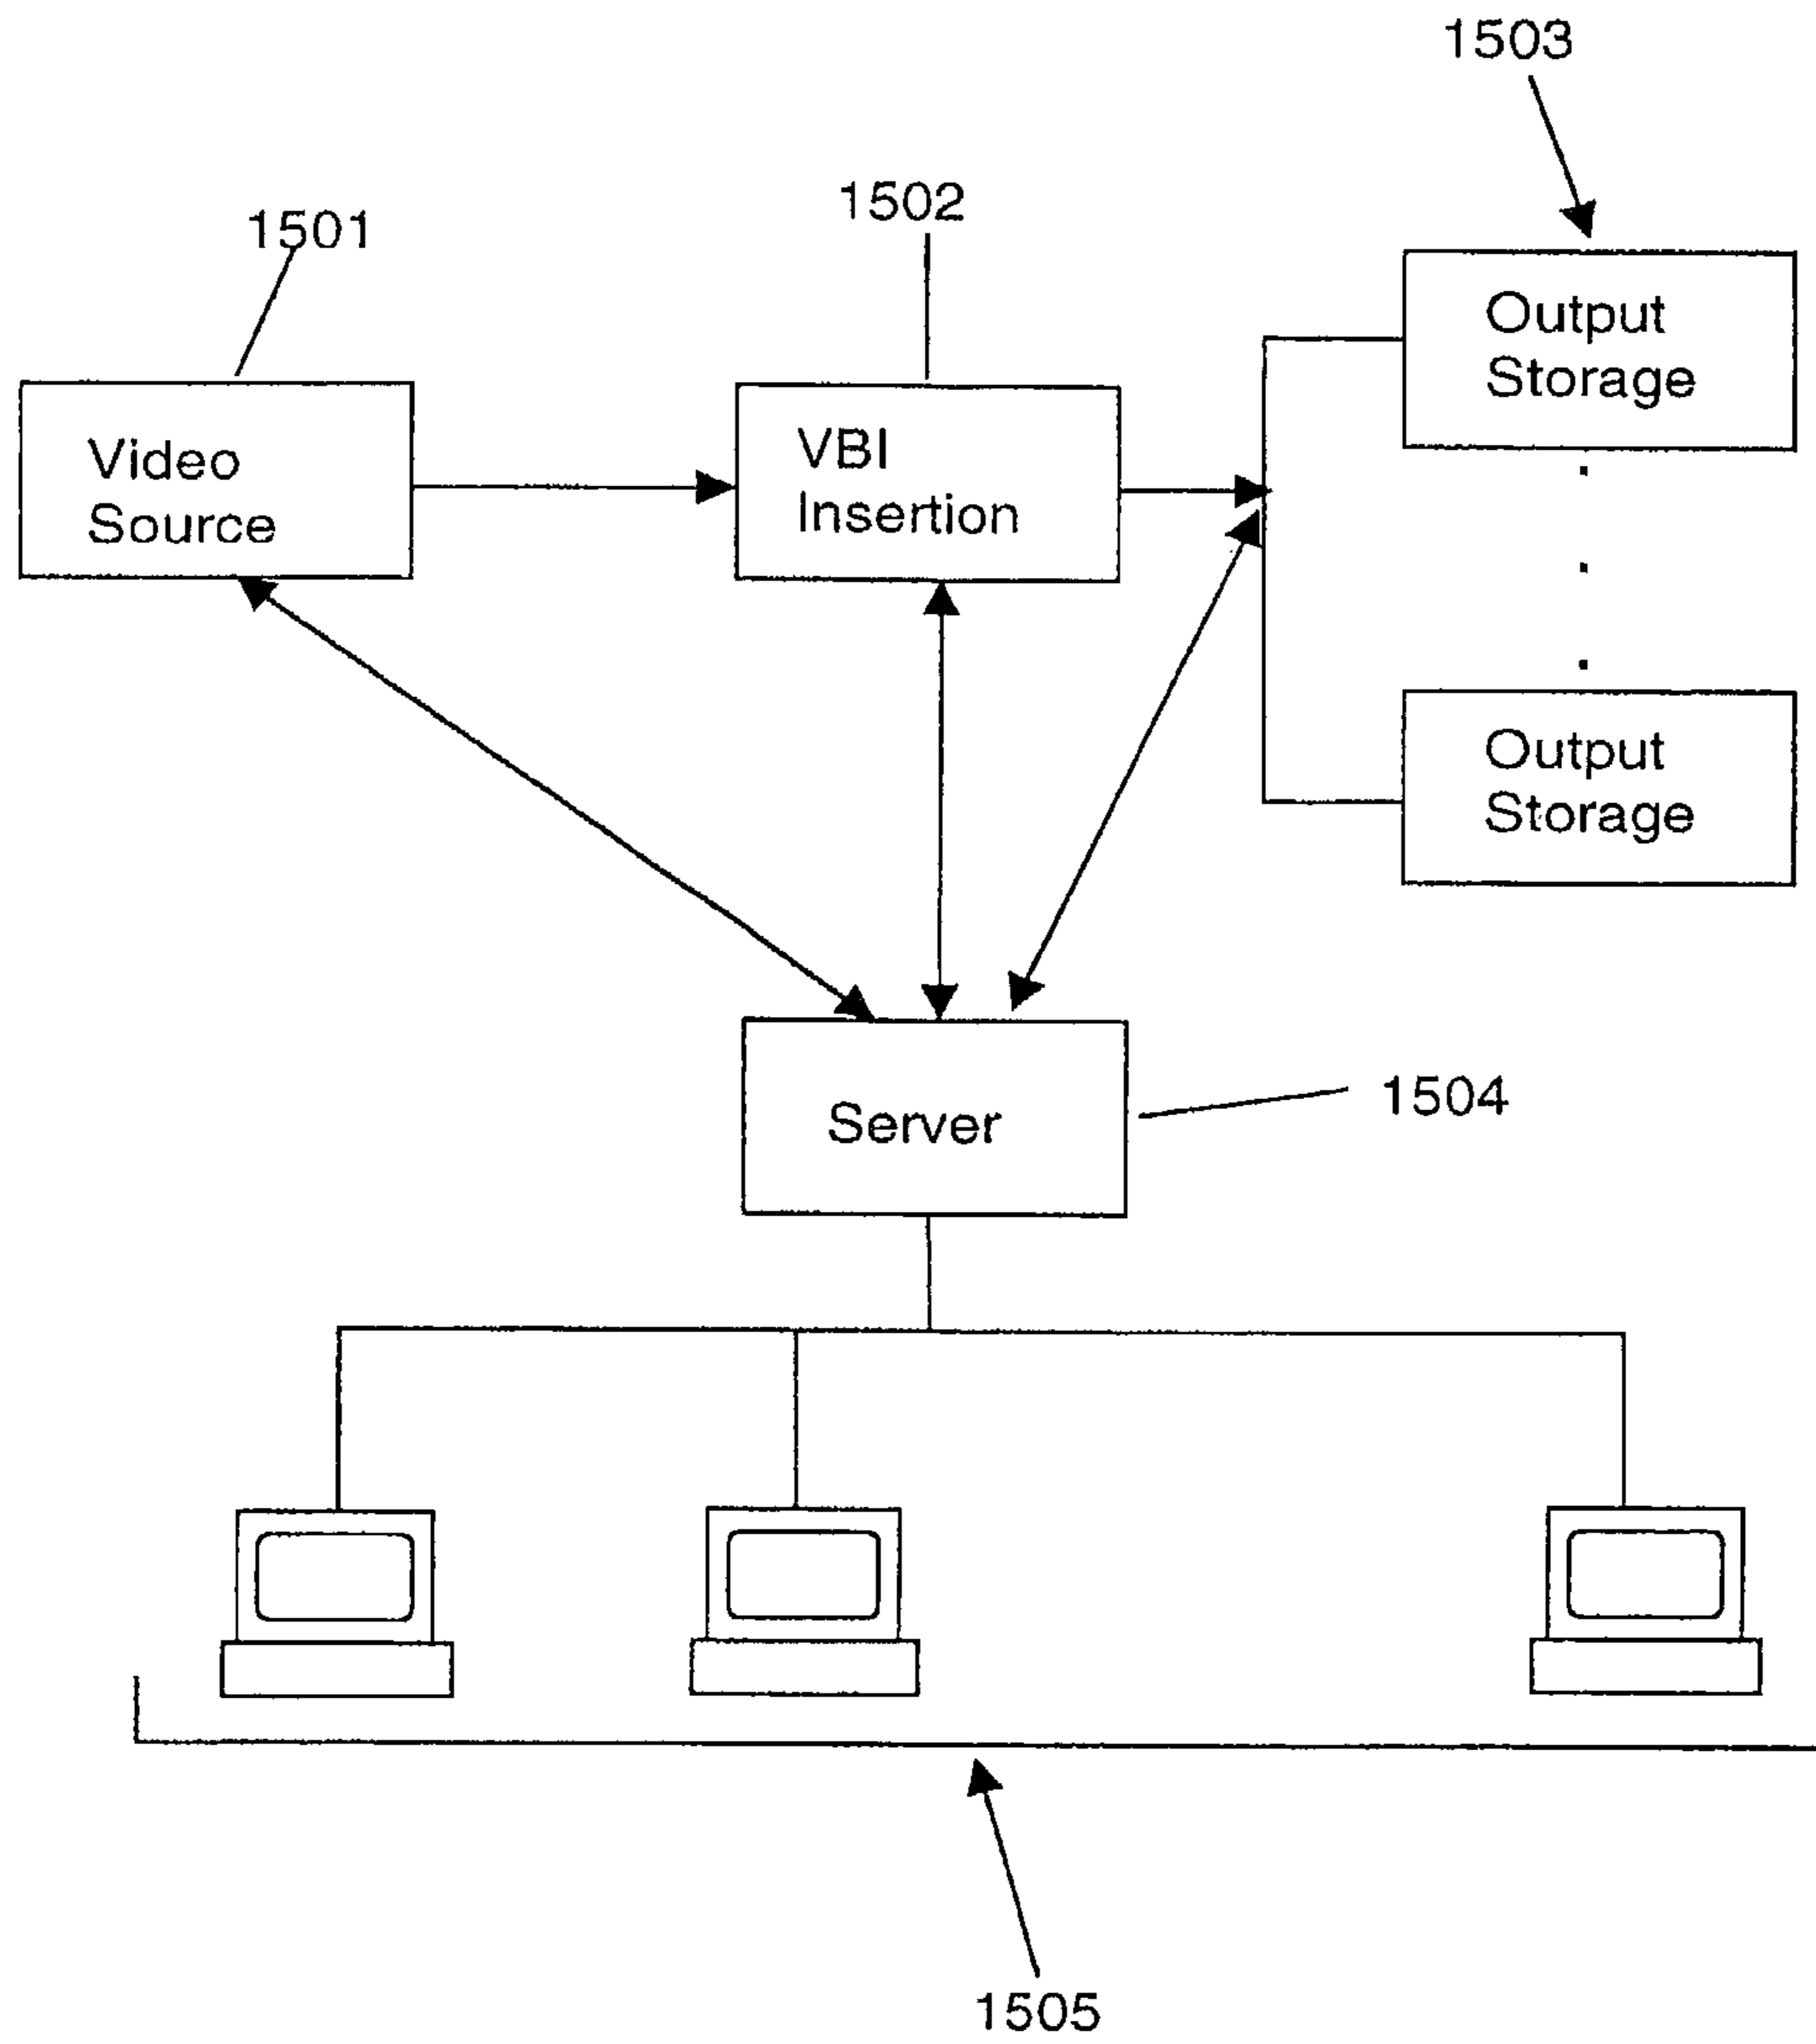 1503
1502
1501
Output
Storage
VBI
Insertion
Video
Source
Output
Storage
Server
1504
1505